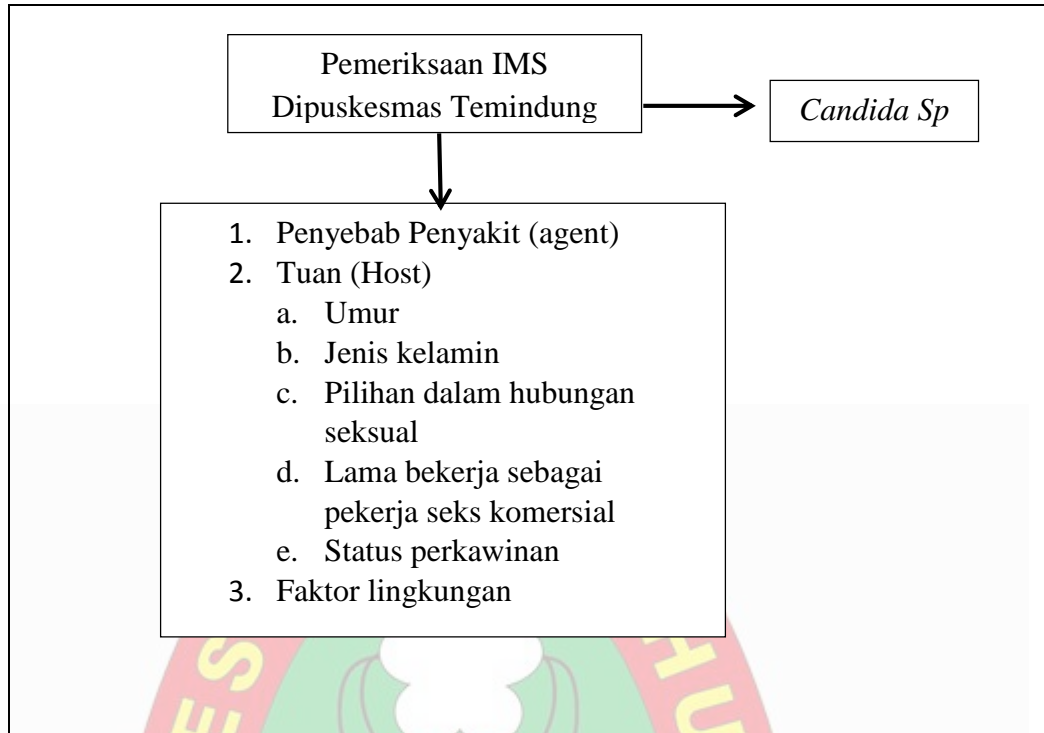 Pemeriksaan IMS
Dipuskesmas Temindung
Candida Sp
1. Penyebab Penyakit (agent)
2. Tuan (Host)
a. Umur
b. Jenis kelamin
c. Pilihan dalam hubungan
seksual
d. Lama bekerja sebagai
pekerja seks komersial
e. Status perkawinan
3. Faktor lingkungan